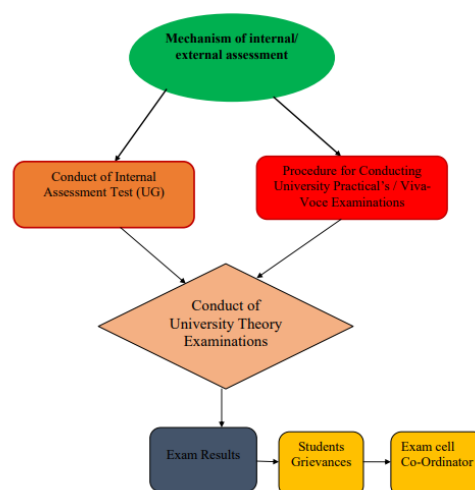 Mechanism of internal/
external assessment
Conduct of Internal
Assessment Test (UG)
Procedure for Conducting
University Practical's / Viva-
Voce Examinations
Conduct of
University Theory
Examinations
Exam Results
Students
Grievances
Exam cell
Co-Ordinator